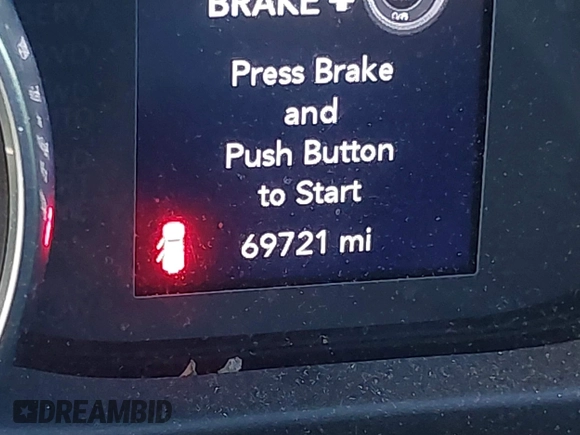 BRAKE +
Press Brake
and
Push Button
to Start
69721 mi
DREAMBID